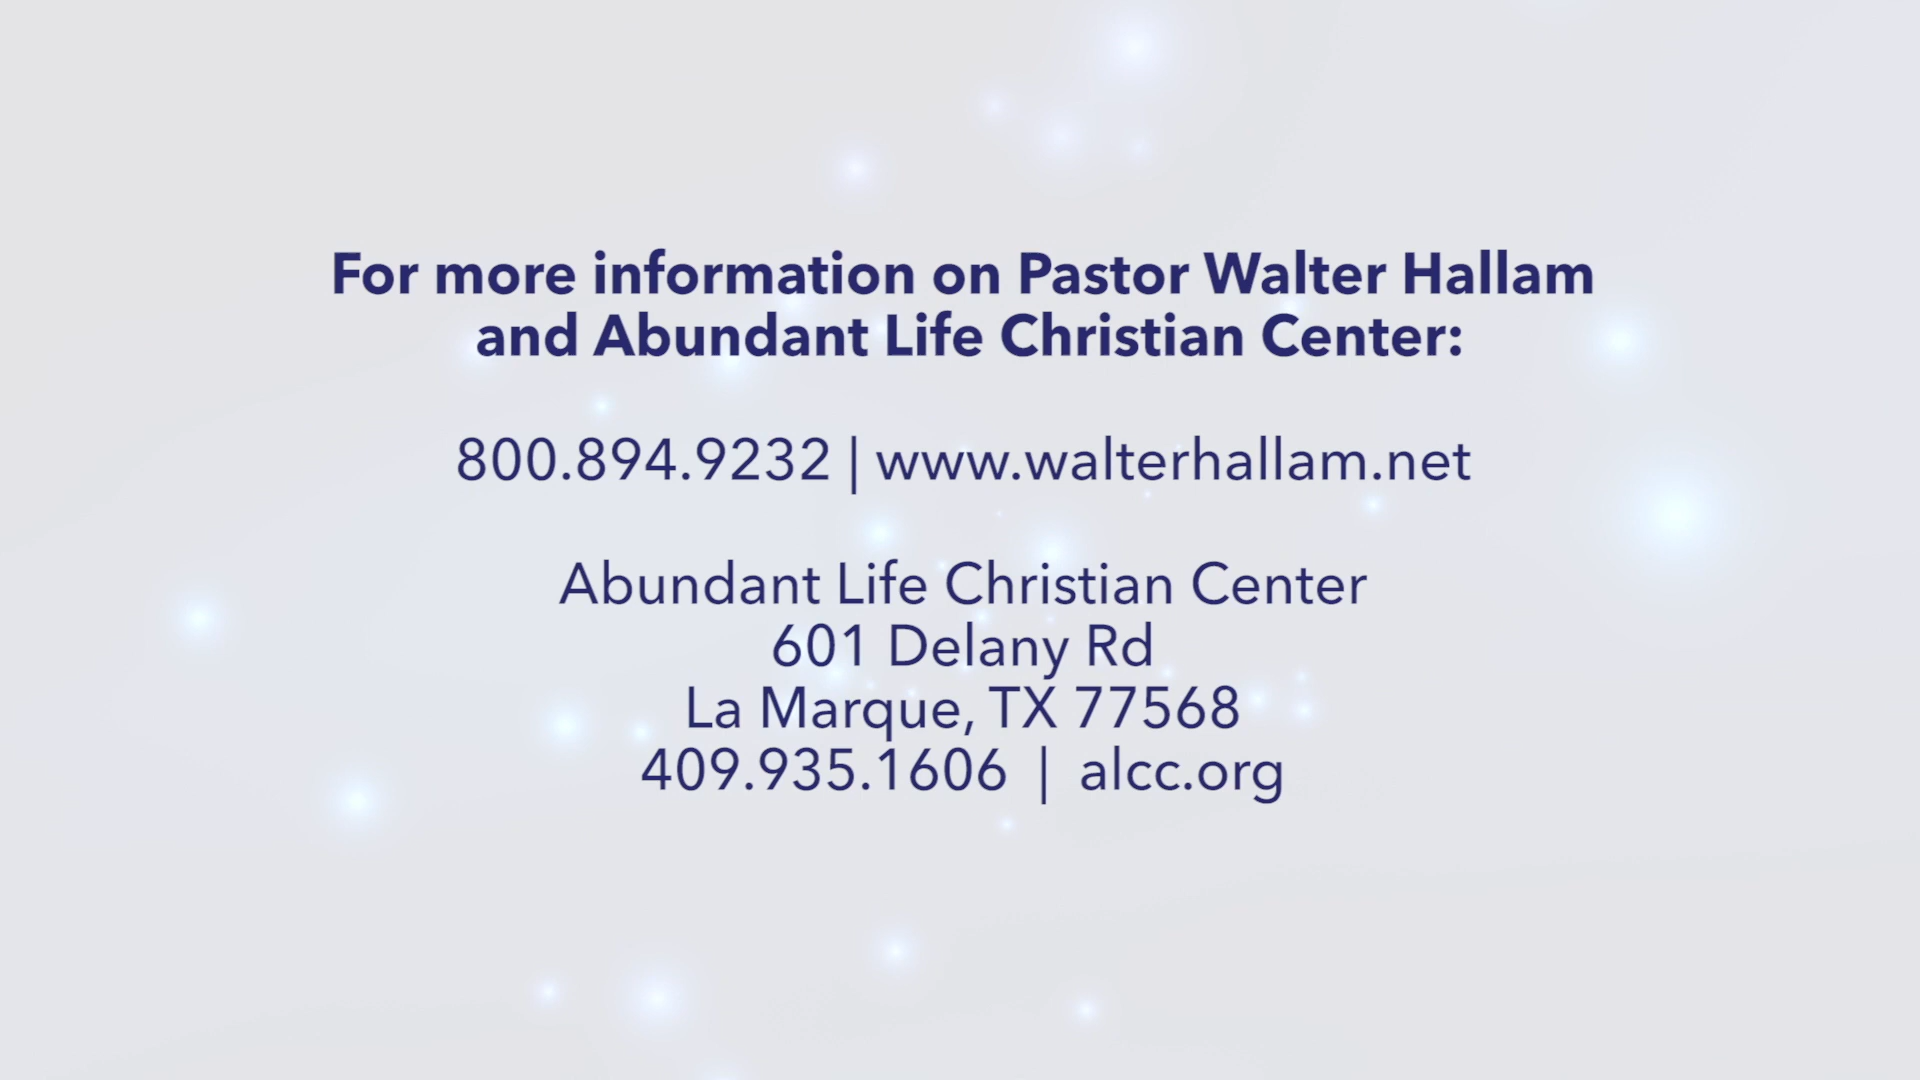 For more information on Pastor Walter Hallam
and Abundant Life Christian Center:
800.894.9232 | www.walterhallam.net
Abundant Life Christian Center
601 Delany Rd
La Marque, TX 77568
409.935.1606 | alcc.org